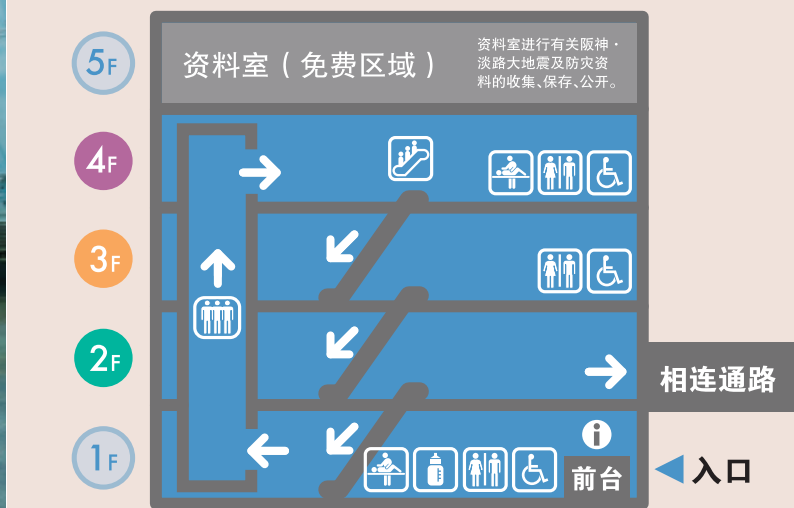 5F
资料室（免费区域）
资料室进行有关阪神・
淡路大地震及防灾资
料的收集、保存、公开。
4F
3F
2F
相连通路
1F
前台
入口